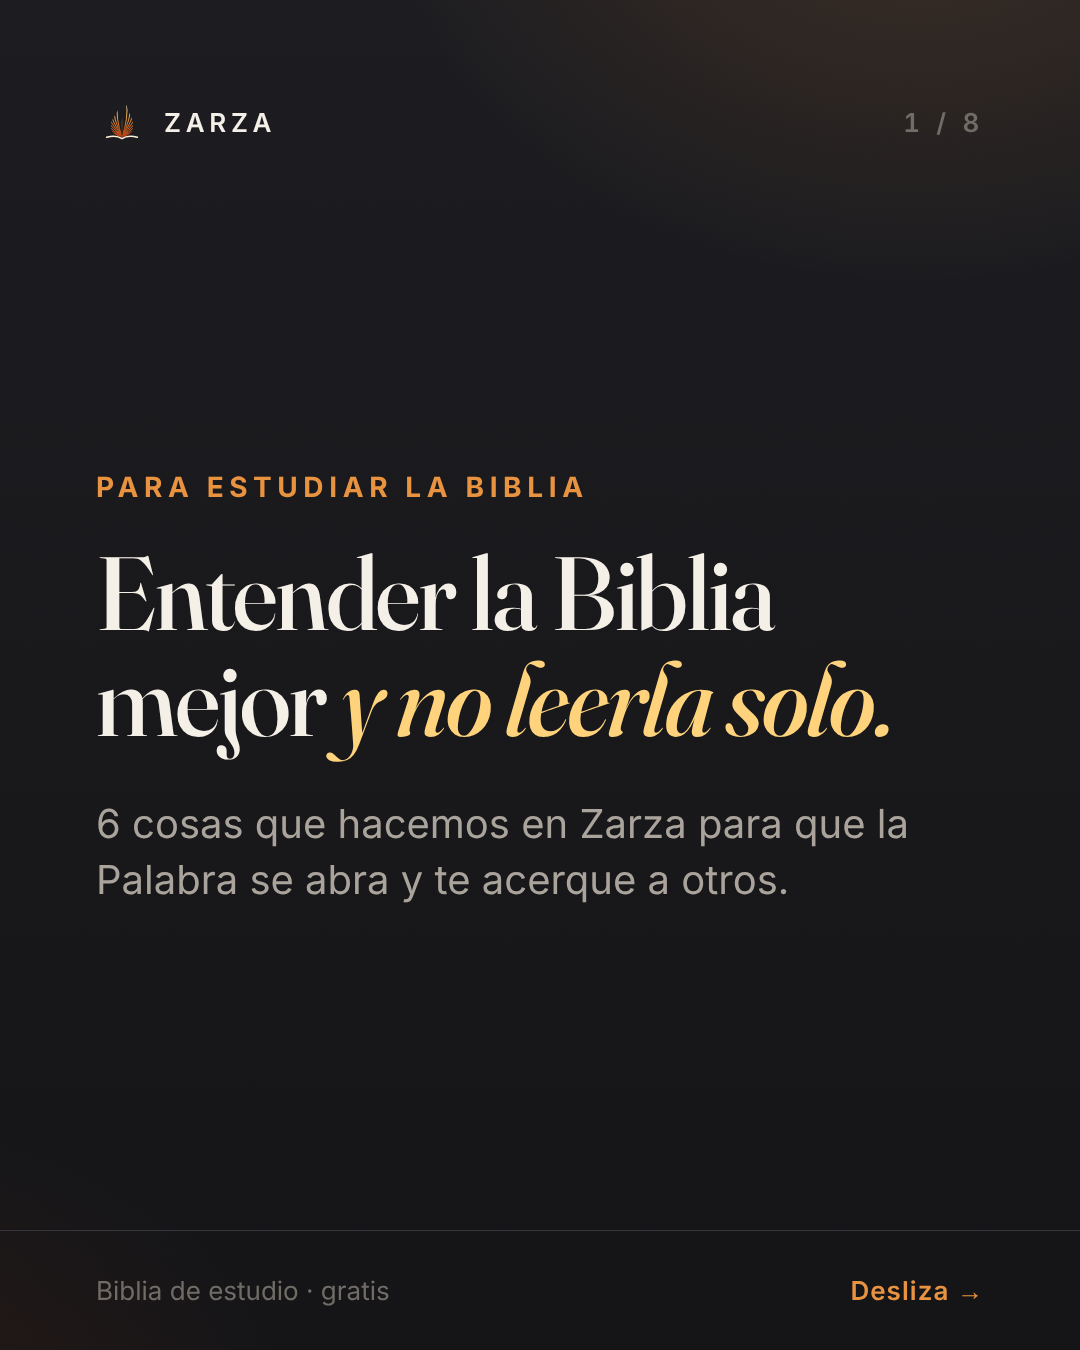 ZARZA
1 / 8
PARA ESTUDIAR LA BIBLIA
Entender la Biblia
mejor y no leerla solo.
6 cosas que hacemos en Zarza para que la
Palabra se abra y te acerque a otros.
Biblia de estudio · gratis
Desliza →